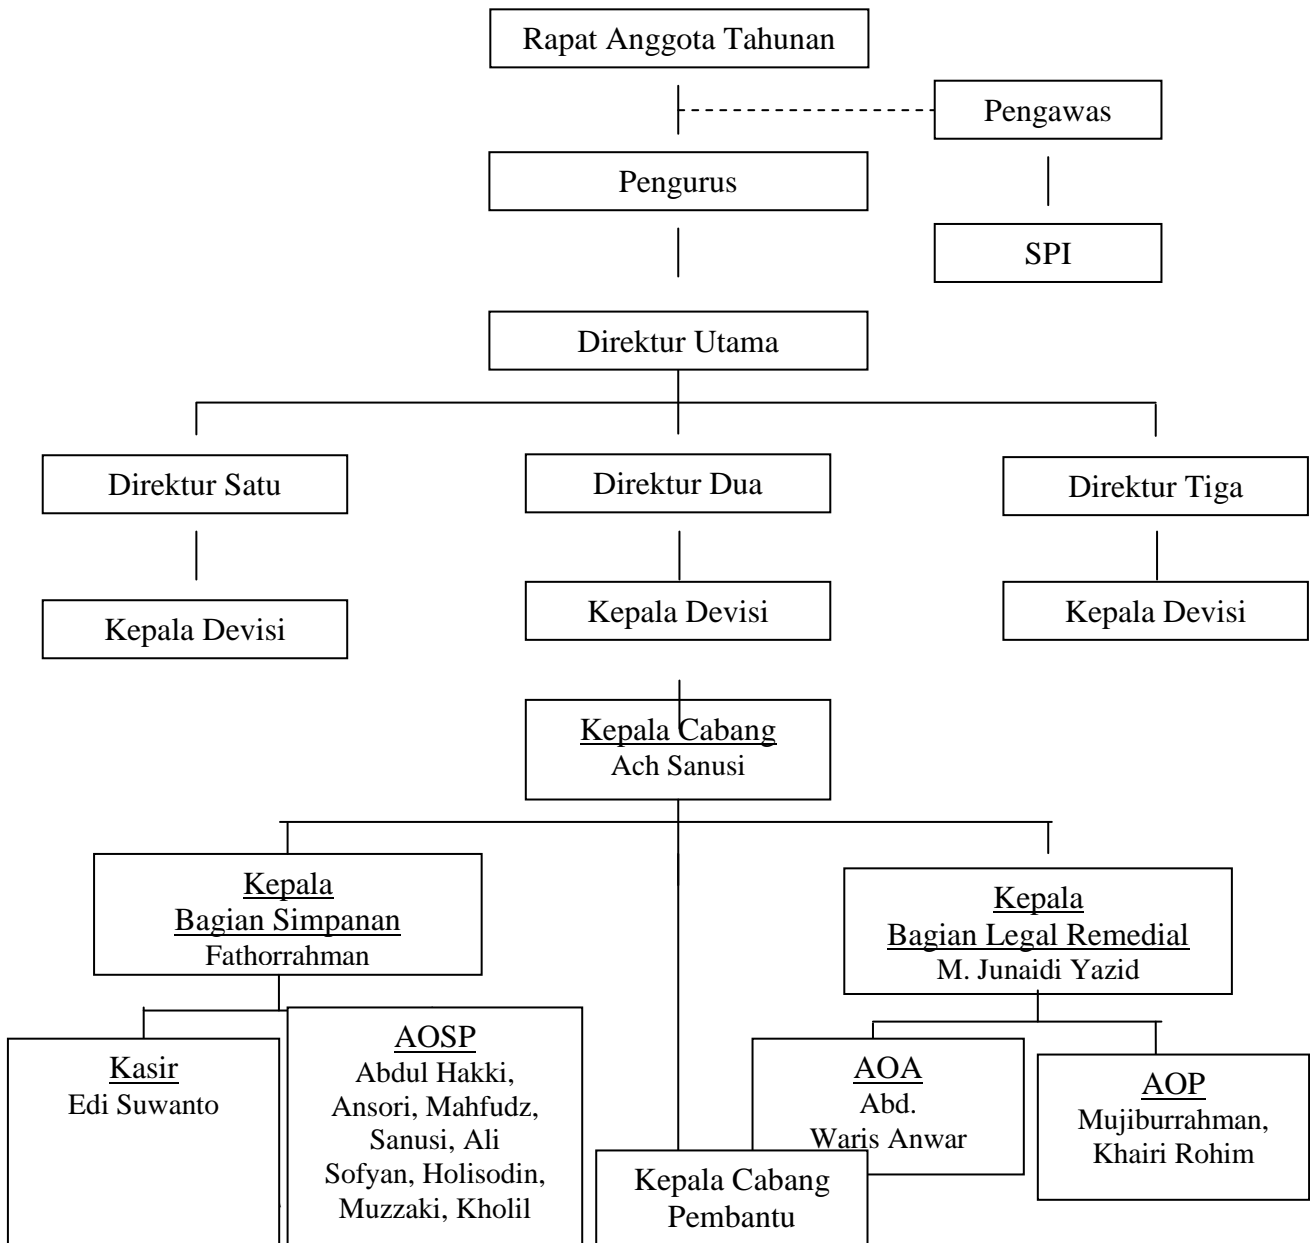 Rapat Anggota Tahunan
Pengawas
Pengurus
SPI
Direktur Utama
Direktur Satu
Direktur Dua
Direktur Tiga
Kepala Devisi
Kepala Devisi
Kepala Devisi
Kepala Cabang
Ach Sanusi
Kepala
Bagian Simpanan
Fathorrahman
Kepala
Bagian Legal Remedial
M. Junaidi Yazid
Kasir
Edi Suwanto
AOSP
Abdul Hakki,
Ansori, Mahfudz,
Sanusi, Ali
Sofyan, Holisodin,
Muzzaki, Kholil
Kepala Cabang
Pembantu
AOA
Abd.
Waris Anwar
AOP
Mujiburrahman,
Khairi Rohim